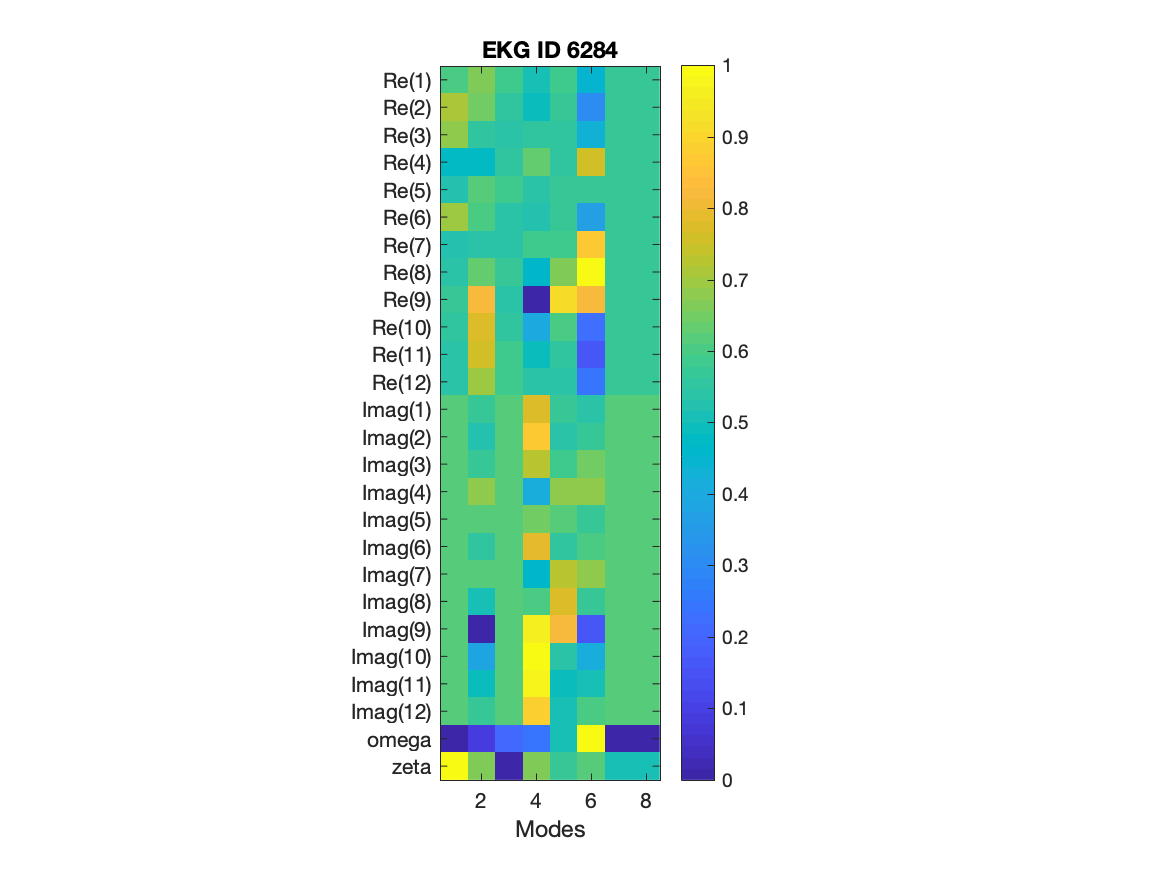 EKG ID 6284
Re(1)
Re(2)
Re(3)
Re(4)
Re(5)
Re(6)
Re(7)
Re(8)
Re(9)
Re(10)
Re(11)
Re(12)
Imag(1)
Imag(2)
Imag(3)
Imag(4)
Imag(5)
Imag(6)
Imag(7)
Imag(8)
Imag(9)
Imag(10)
Imag(11)
Imag(12)
omega
zeta
2 4 6 8
Modes
1
0.9
0.8
0.7
0.6
0.5
0.4
0.3
0.2
0.1
0